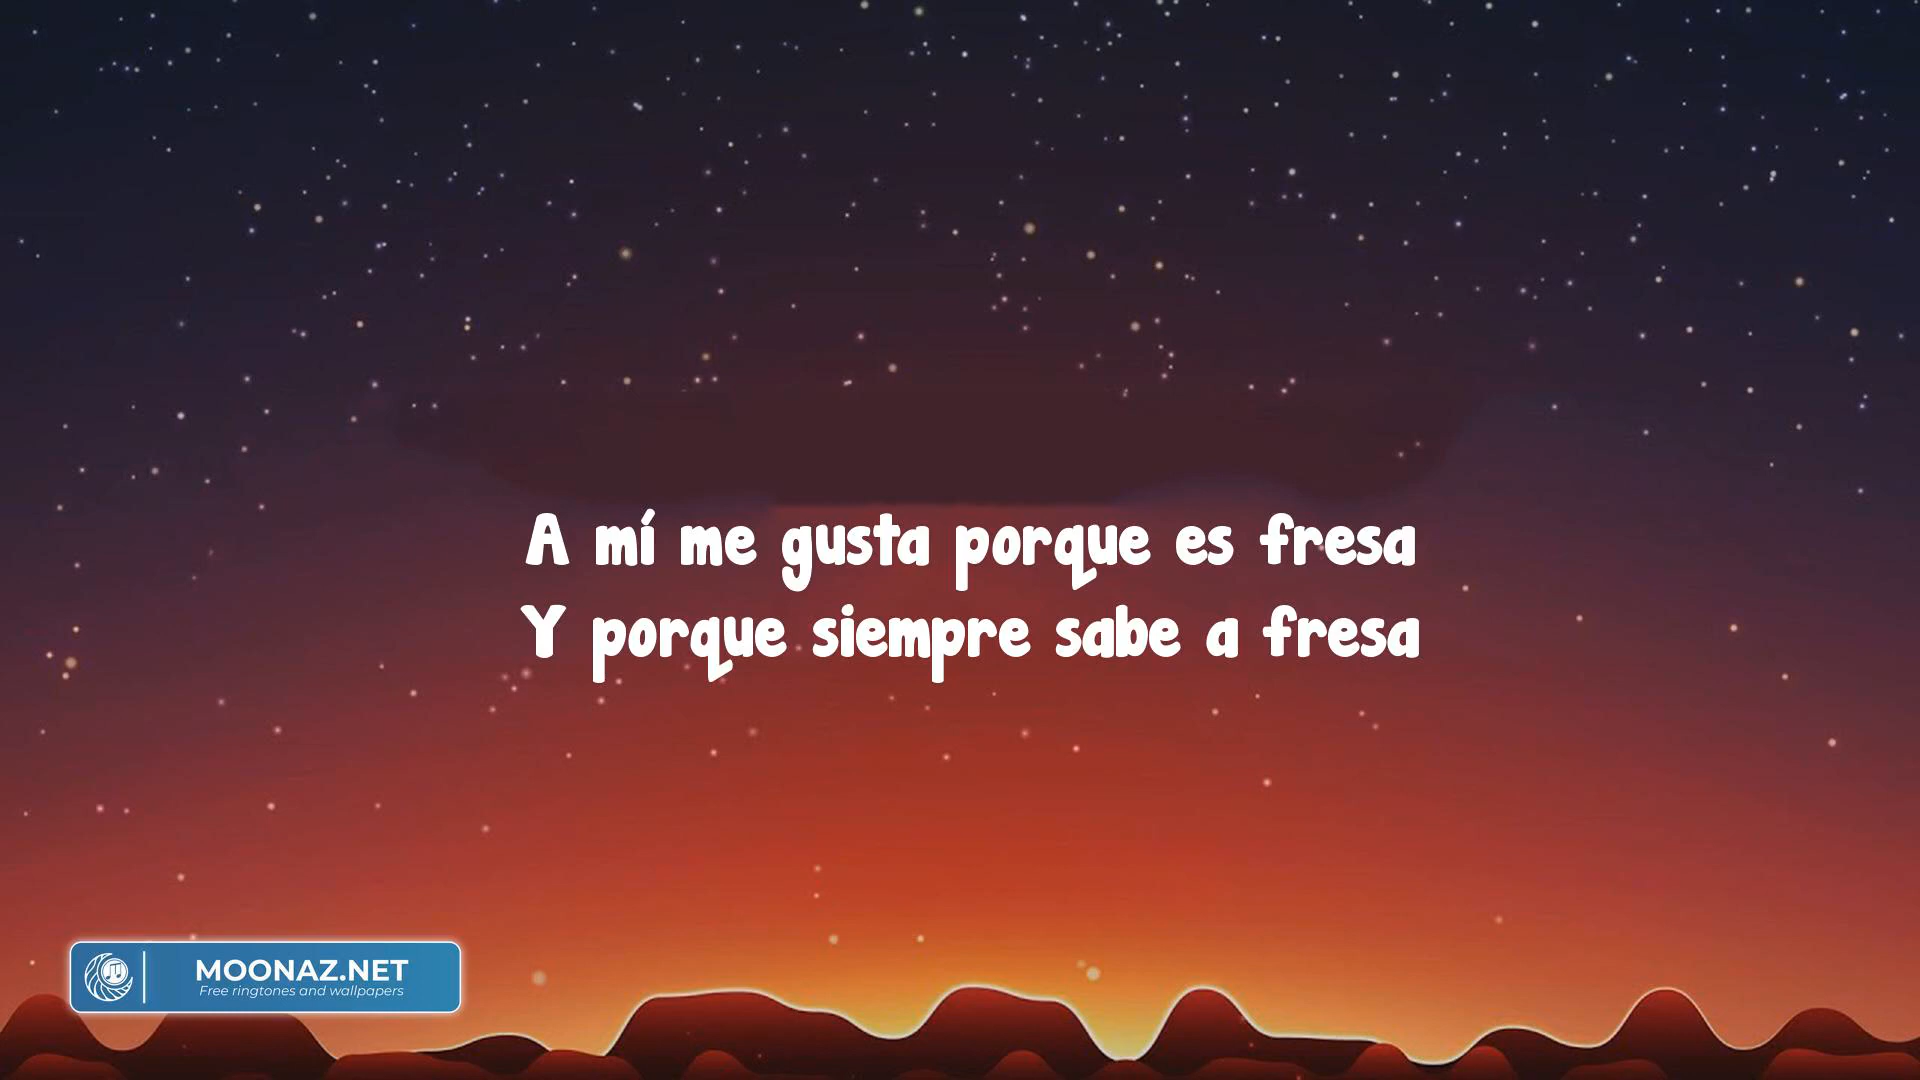 A mí me gusta porque es fresa
Y porque siempre sabe a fresa
MOONAZ.NET
Free ringtones and wallpapers